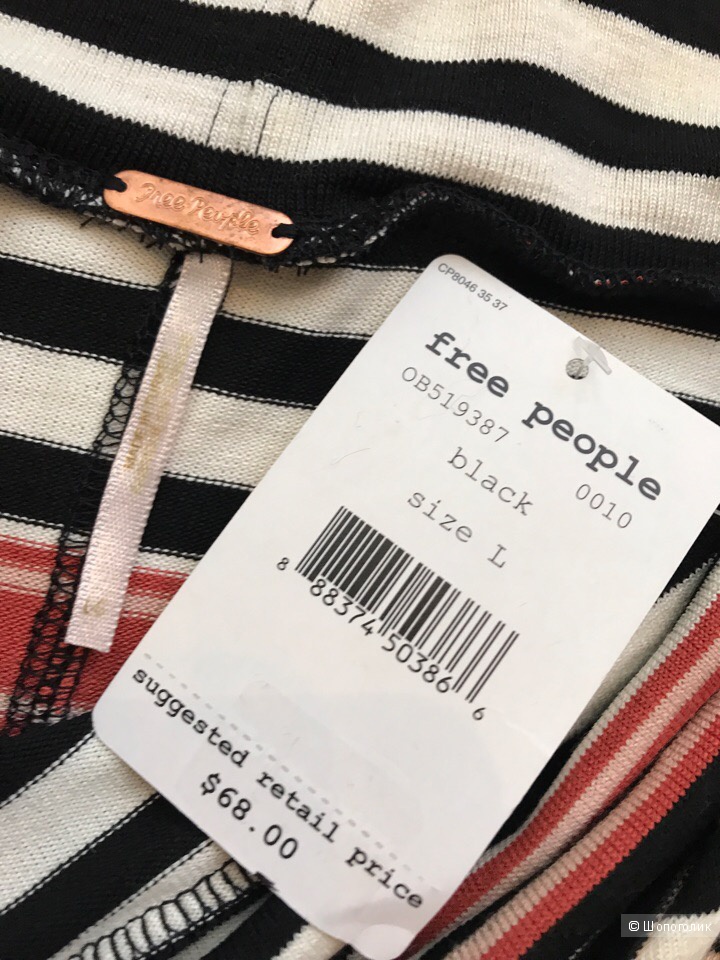 Free People
CP8046 35 37
free people
OB519387 0010
black
size L
8 88374 50386 6
suggested retail price
$68.00
© Шопоголик